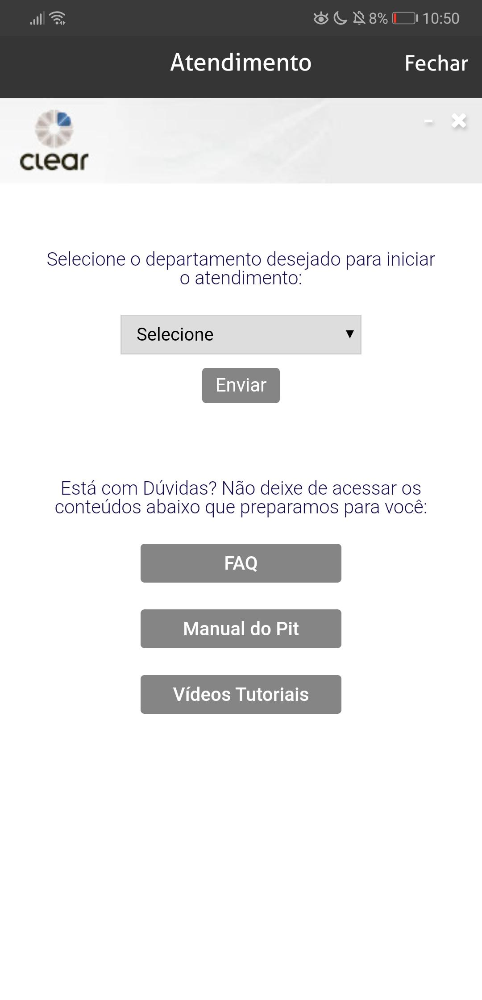 8% 10:50
Atendimento Fechar
clear
Selecione o departamento desejado para iniciar
o atendimento:
Selecione
Enviar
Está com Dúvidas? Não deixe de acessar os
conteúdos abaixo que preparamos para você:
FAQ
Manual do Pit
Vídeos Tutoriais